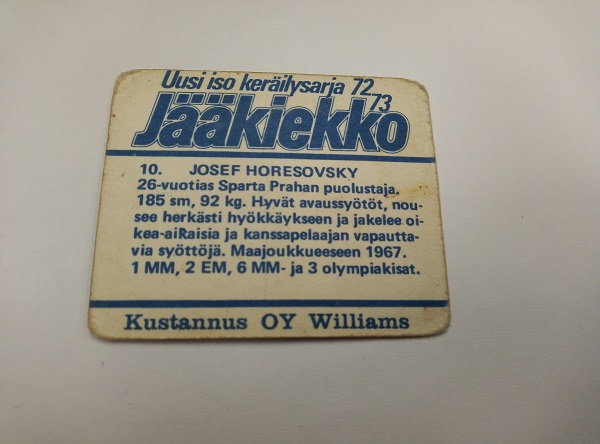 Uusi iso keräilysarja 72
73
Jääkiekko
10. JOSEF HORESOVSKY
26-vuotias Sparta Prahan puolustaja.
185 sm, 92 kg. Hyvät avaussyötöt, nou-
see herkästi hyökkäykseen ja jakelee oi-
kea-aiRaisia ja kanssapelaajan vapautta-
via syöttöjä. Maajoukkueeseen 1967.
1 MM, 2 EM, 6 MM- ja 3 olympiakisat.
Kustannus OY Williams